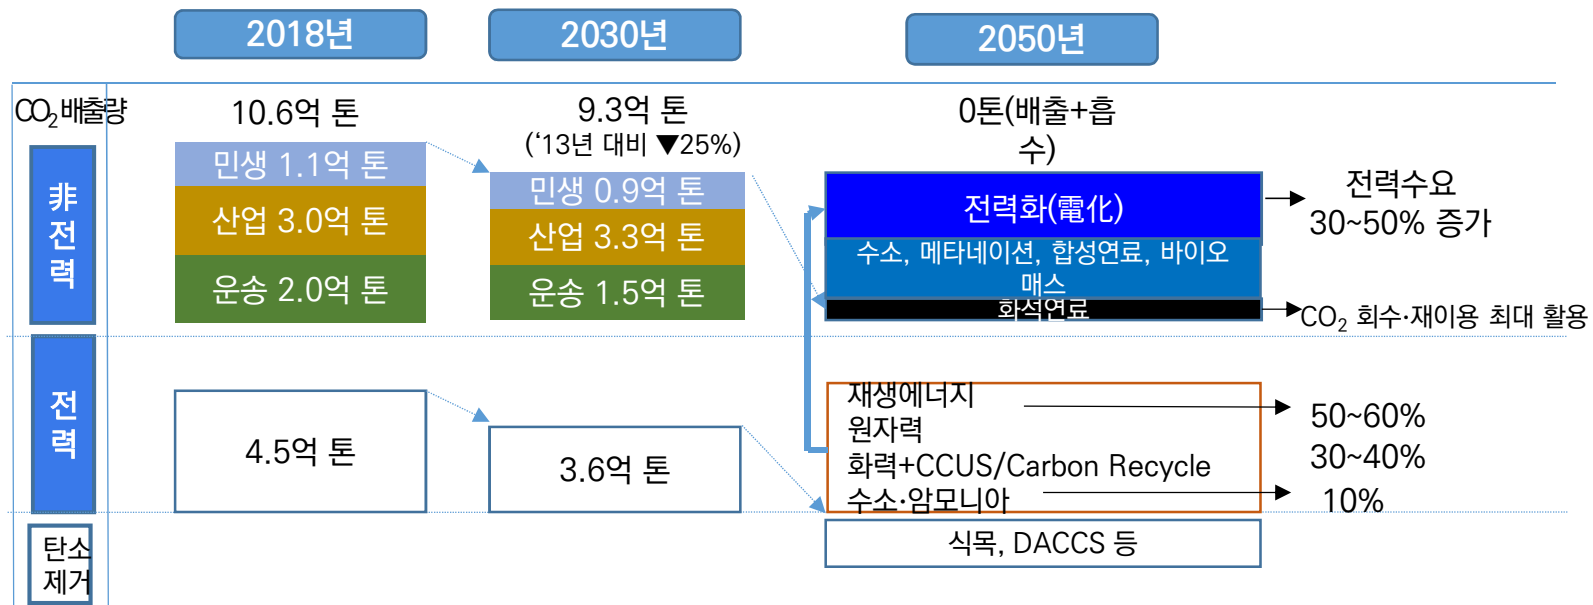 2018년
2030년
2050년
CO₂배출량
10.6억 톤
9.3억 톤
(‘13년 대비 ▼25%)
0톤(배출+흡
수)
非
전
력
민생 1.1억 톤
산업 3.0억 톤
운송 2.0억 톤
민생 0.9억 톤
산업 3.3억 톤
운송 1.5억 톤
전력화(電化)
수소, 메타네이션, 합성연료, 바이오
매스
화석연료
전력수요
30~50% 증가
CO₂ 회수·재이용 최대 활용
전
력
4.5억 톤
3.6억 톤
재생에너지
원자력
화력+CCUS/Carbon Recycle
수소·암모니아
50~60%
30~40%
10%
탄소
제거
식목, DACCS 등